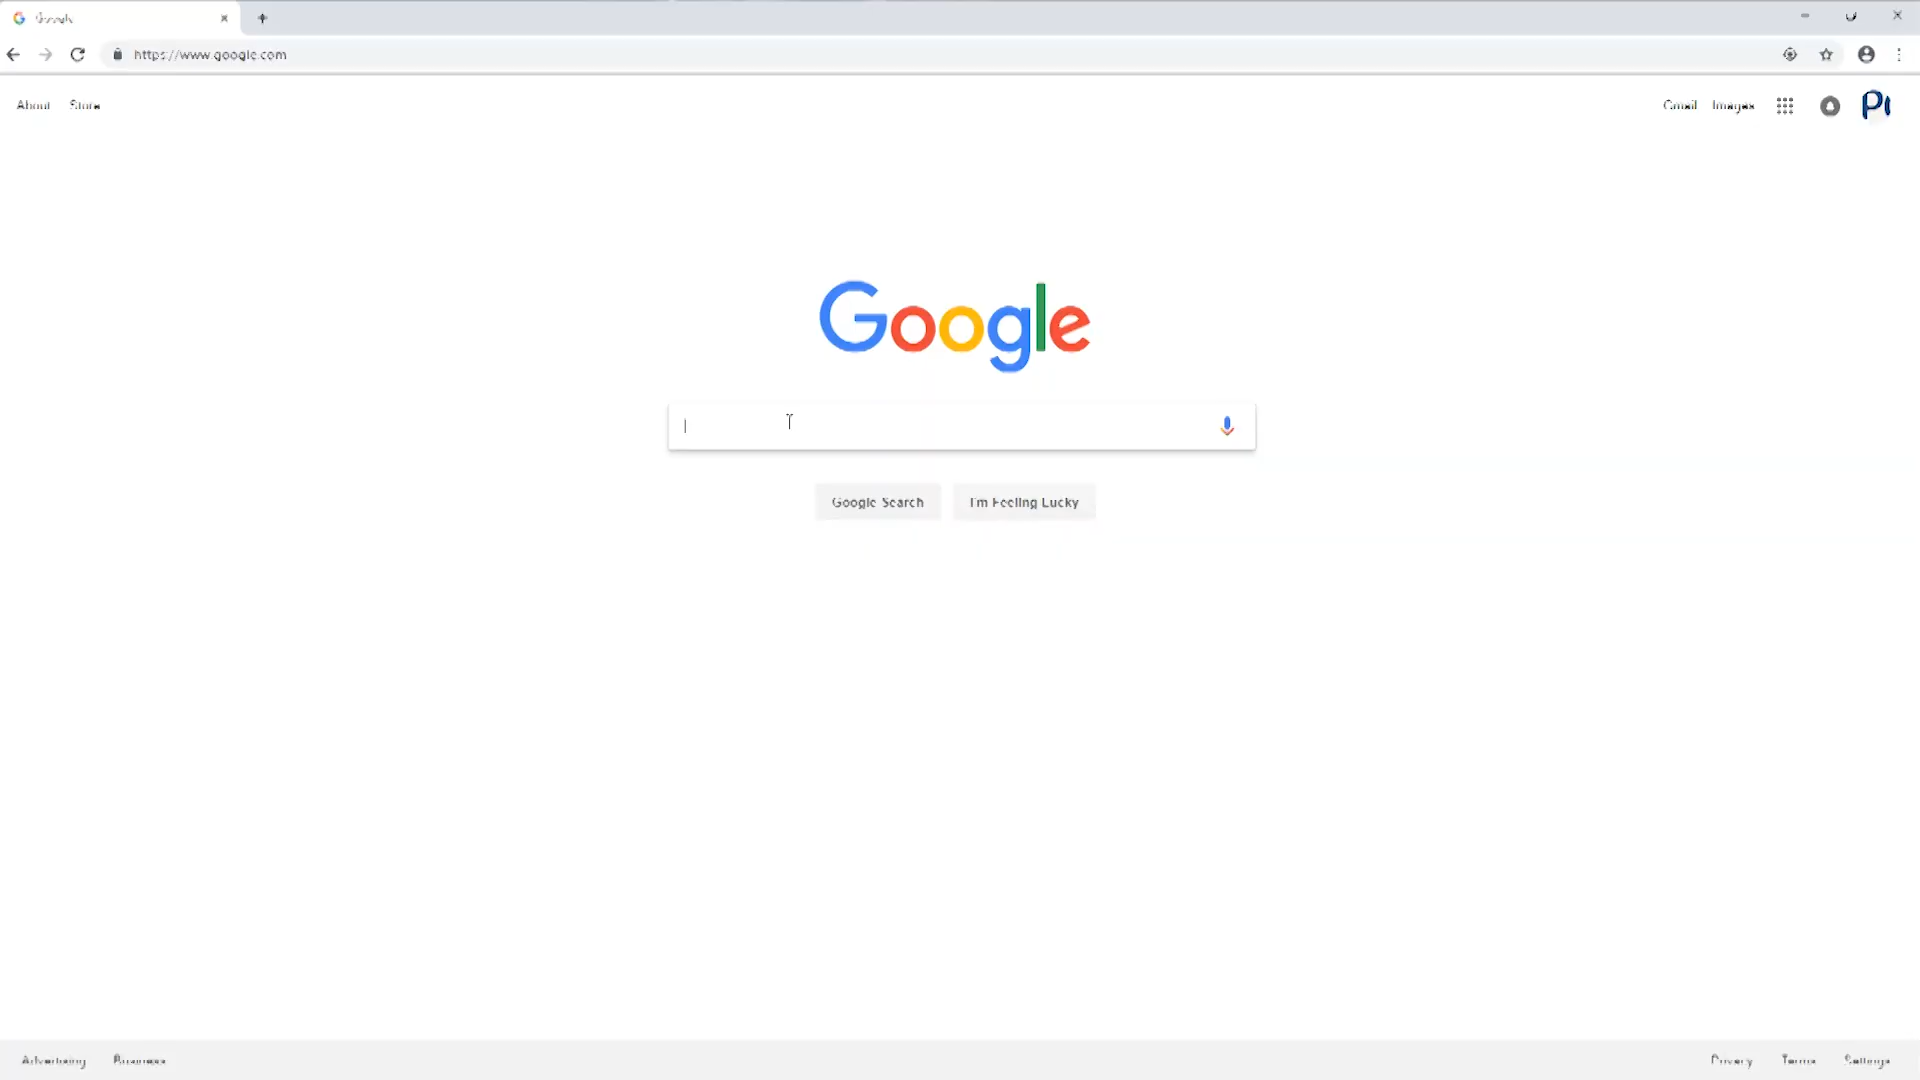 Google
https://www.google.com
About Store
Gmail Images
PI
Google
Google Search I'm Feeling Lucky
Advertising Business
Privacy Terms Settings